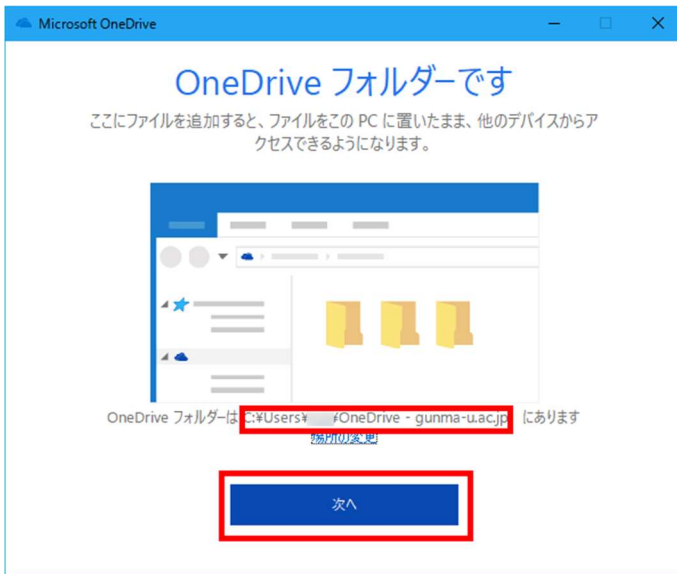 Microsoft OneDrive
OneDrive フォルダーです
ここにファイルを追加すると、ファイルをこの PC に置いたまま、他のデバイスからア
クセスできるようになります。
OneDrive フォルダーは C:¥Users¥ ¥OneDrive - gunma-u.ac.jp にあります
場所の変更
次へ